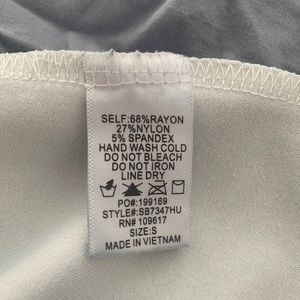 SELF:68%RAYON
27%NYLON
5% SPANDEX
HAND WASH COLD
DO NOT BLEACH
DO NOT IRON
LINE DRY
PO#:199169
STYLE#:SB7347HU
RN# 109617
SIZE:S
MADE IN VIETNAM